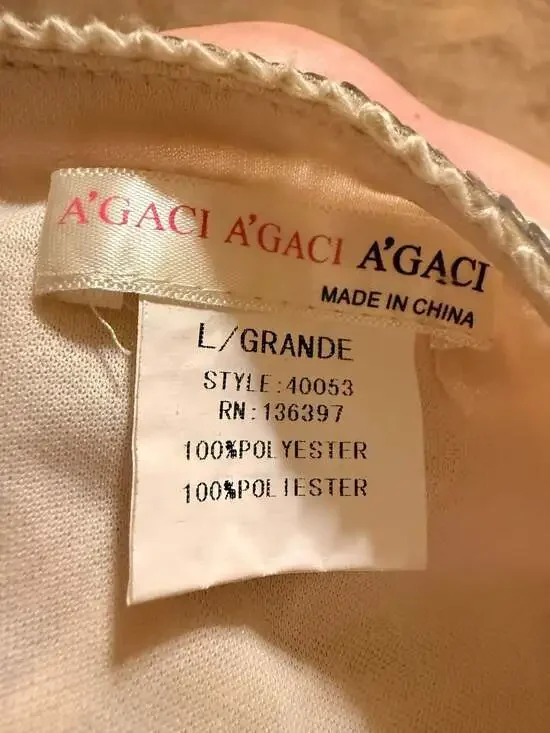 A'GACI A'GACI A'GACI
MADE IN CHINA
L/GRANDE
STYLE:40053
RN:136397
100%POLYESTER
100%POLIESTER